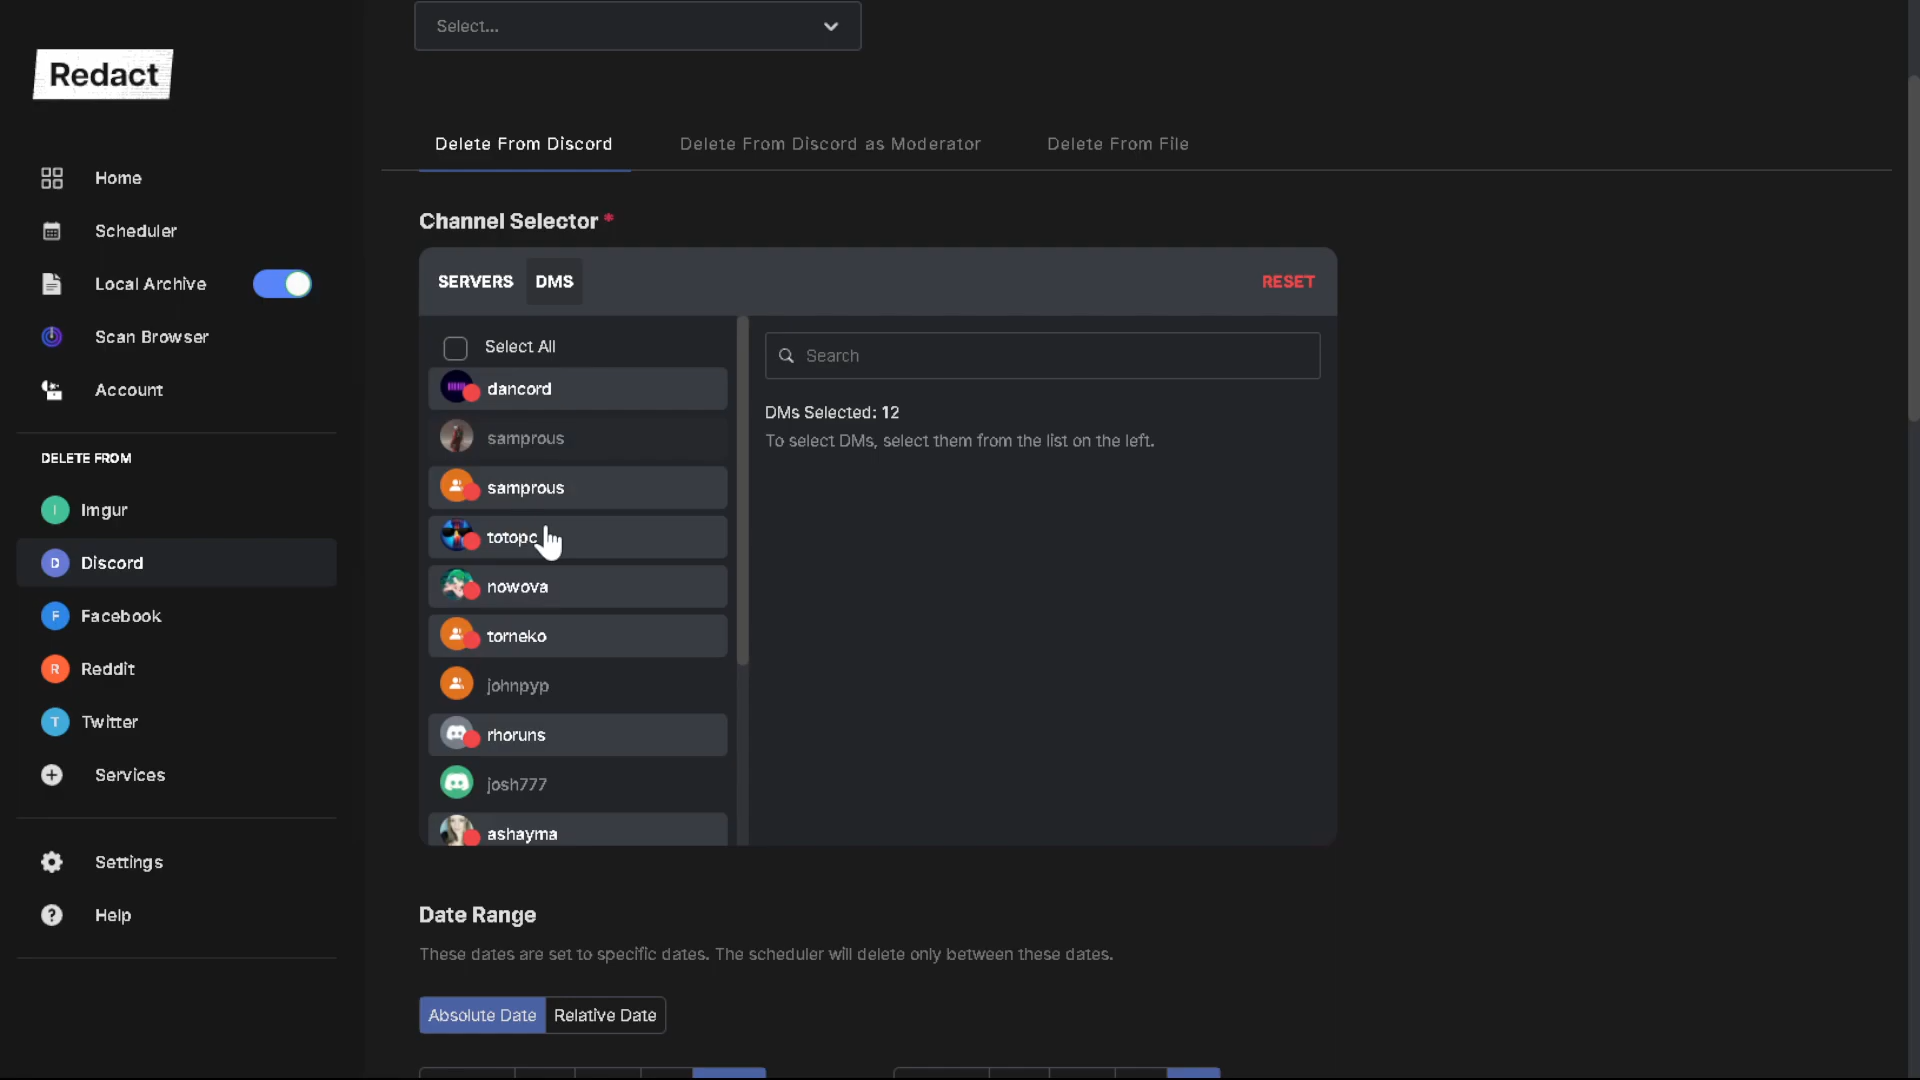 Redact
Home
Scheduler
Local Archive
Scan Browser
Account
DELETE FROM
I Imgur
D Discord
F Facebook
R Reddit
T Twitter
Services
Settings
Help
Select...
Delete From Discord Delete From Discord as Moderator Delete From File
Channel Selector *
SERVERS DMS RESET
Select All
dancord
samprous
samprous
totopc
nowova
torneko
johnpyp
rhoruns
josh777
ashayma
Search
DMs Selected: 12
To select DMs, select them from the list on the left.
Date Range
These dates are set to specific dates. The scheduler will delete only between these dates.
Absolute Date Relative Date